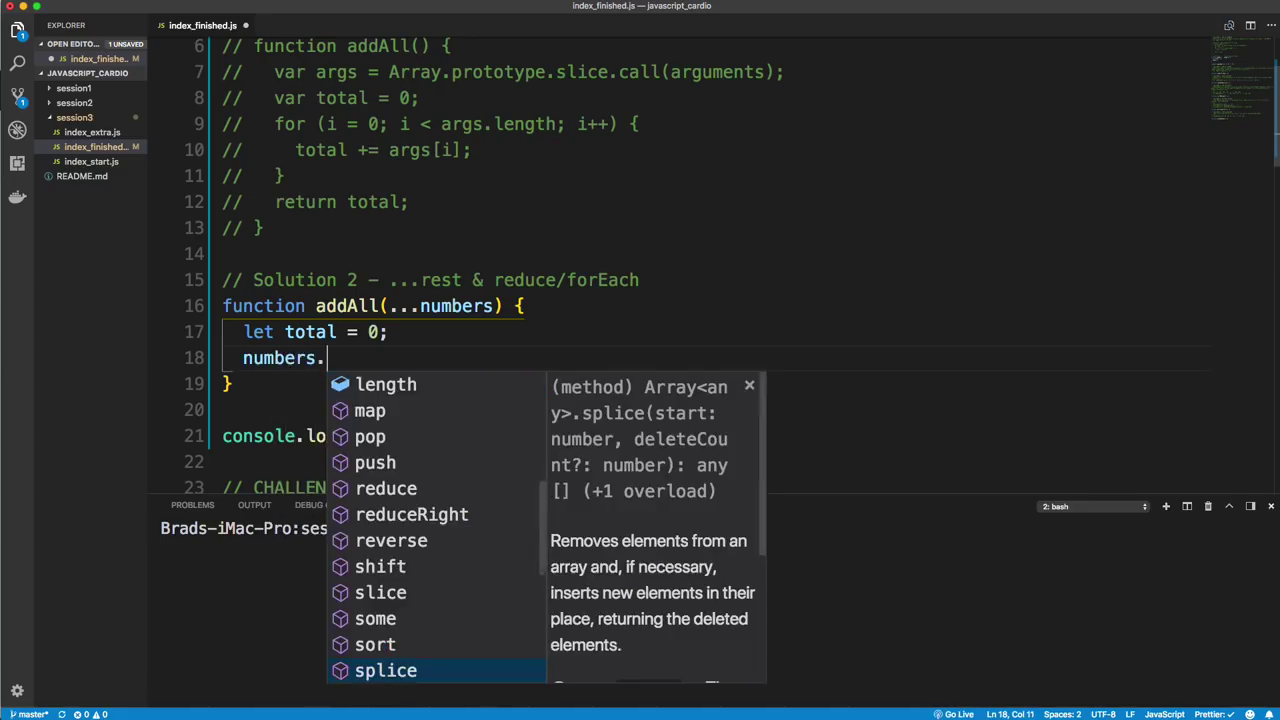 index_finished.js — javascript_cardio
EXPLORER
OPEN EDITO... 1 UNSAVED
index_finishe... M
JAVASCRIPT_CARDIO
session1
session2
session3
index_extra.js
index_finished... M
index_start.js
README.md
index_finished.js
6 // function addAll() {
7 //   var args = Array.prototype.slice.call(arguments);
8 //   var total = 0;
9 //   for (i = 0; i < args.length; i++) {
10 //     total += args[i];
11 //   }
12 //   return total;
13 // }
14
15 // Solution 2 - ...rest & reduce/forEach
16 function addAll(...numbers) {
17   let total = 0;
18   numbers.
19 }
20
21 console.lo
22
23 // CHALLEN
length
map
pop
push
reduce
reduceRight
reverse
shift
slice
some
sort
splice
(method) Array<an
y>.splice(start:
number, deleteCou
nt?: number): any
[] (+1 overload)
Removes elements from an
array and, if necessary,
inserts new elements in their
place, returning the deleted
elements.
PROBLEMS OUTPUT DEBUG
2: bash
Brads-iMac-Pro:ses
master*
0 0
Go Live Ln 18, Col 11 Spaces: 2 UTF-8 LF JavaScript Prettier: ✓